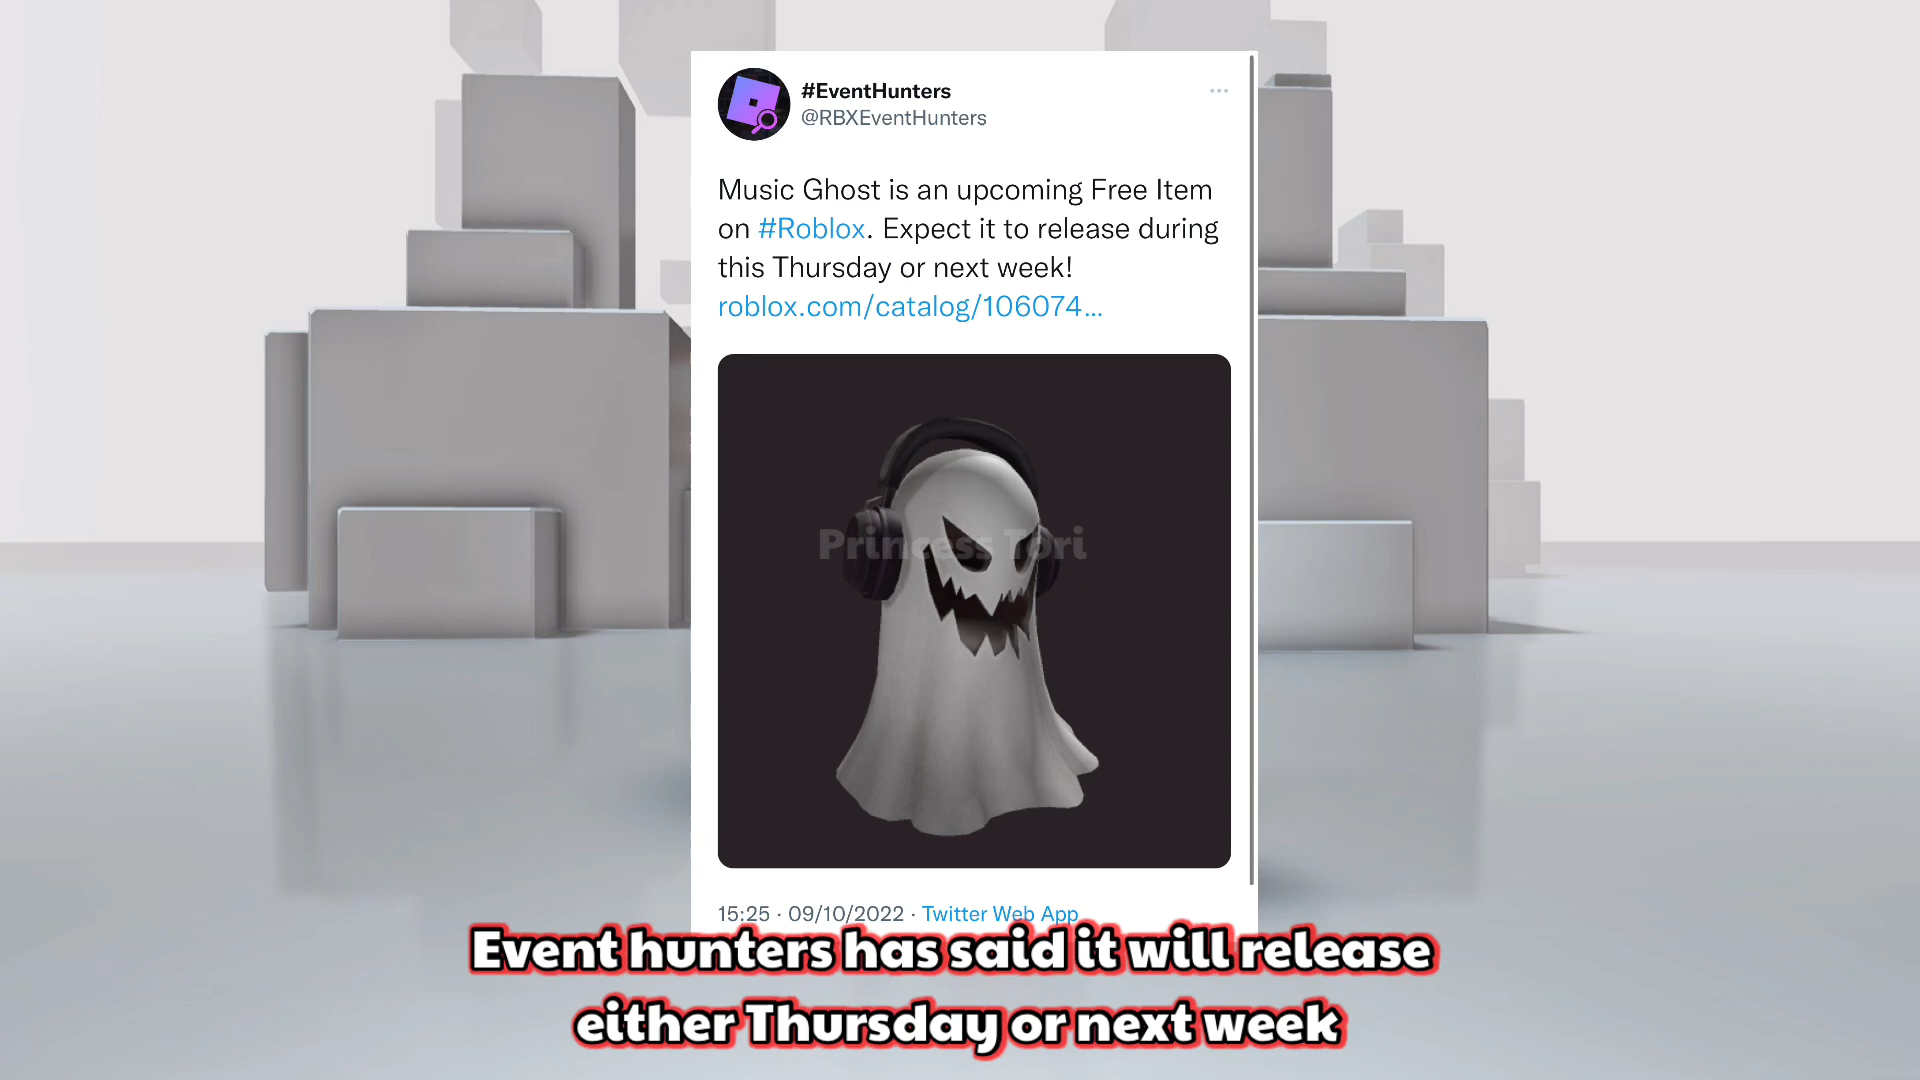 #EventHunters
@RBXEventHunters
Music Ghost is an upcoming Free Item
on #Roblox. Expect it to release during
this Thursday or next week!
roblox.com/catalog/106074...
Princess Tori
15:25 · 09/10/2022 · Twitter Web App
Event hunters has said it will release
either Thursday or next week